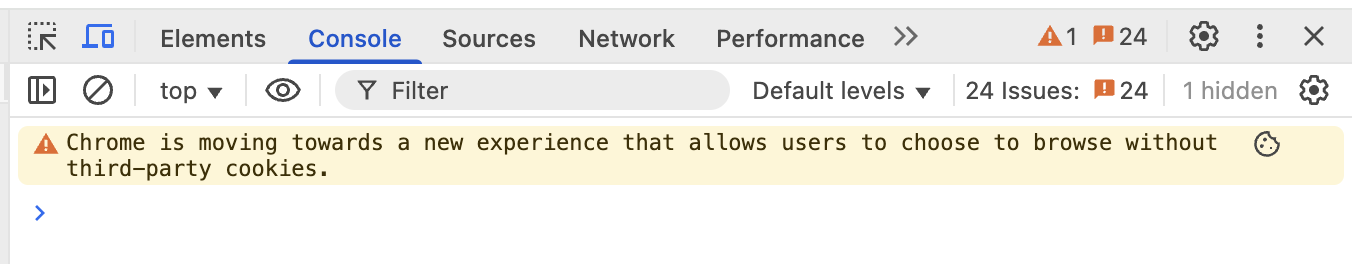 Elements Console Sources Network Performance 1 24
top Filter Default levels 24 Issues: 24 1 hidden
Chrome is moving towards a new experience that allows users to choose to browse without
third-party cookies.